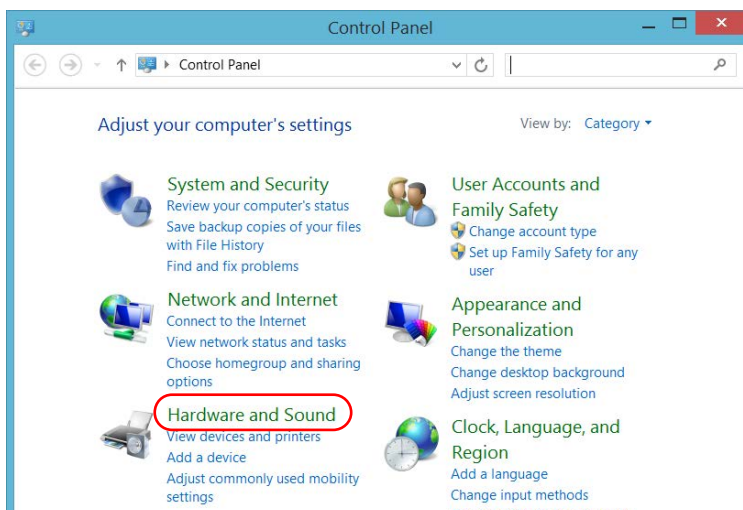 Control Panel
Control Panel
Adjust your computer's settings
View by: Category
System and Security
Review your computer's status
Save backup copies of your files
with File History
Find and fix problems
Network and Internet
Connect to the Internet
View network status and tasks
Choose homegroup and sharing
options
Hardware and Sound
View devices and printers
Add a device
Adjust commonly used mobility
settings
User Accounts and
Family Safety
Change account type
Set up Family Safety for any
user
Appearance and
Personalization
Change the theme
Change desktop background
Adjust screen resolution
Clock, Language, and
Region
Add a language
Change input methods